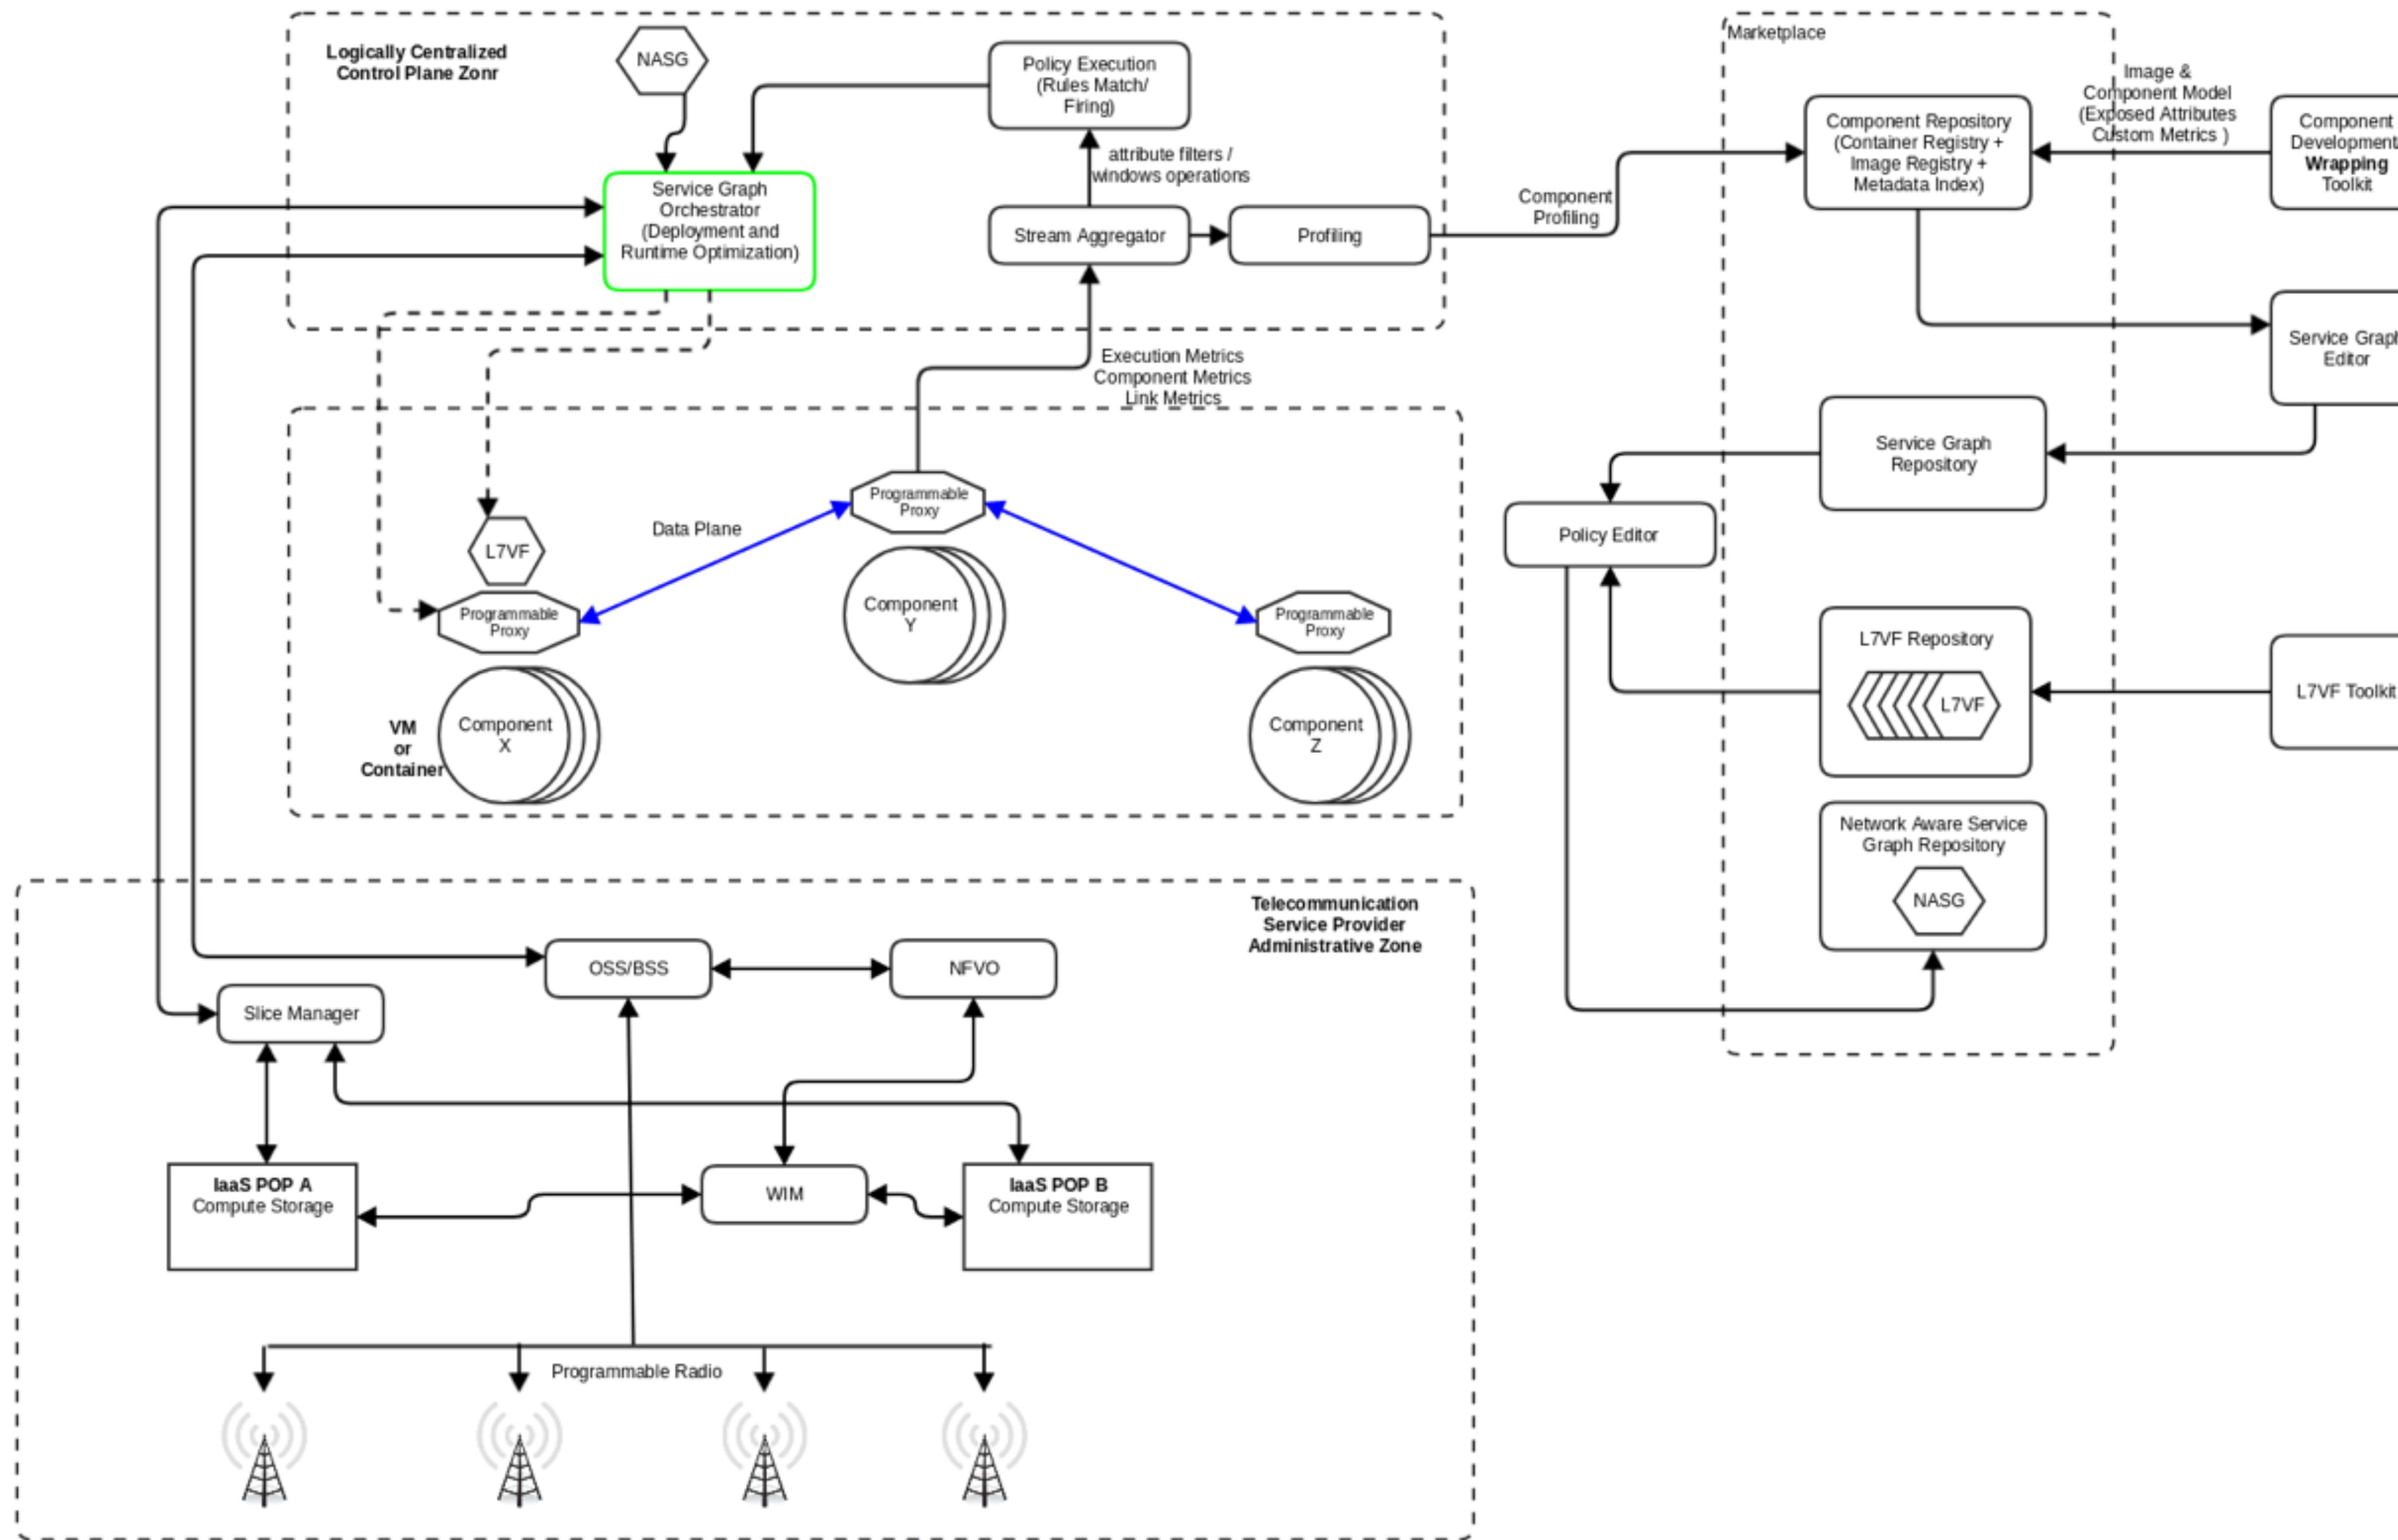 Logically Centralized
Control Plane Zonr
NASG
Policy Execution
(Rules Match/
Firing)
attribute filters /
windows operations
Service Graph
Orchestrator
(Deployment and
Runtime Optimization)
Stream Aggregator
Profiling
Component
Profiling
Execution Metrics
Component Metrics
Link Metrics
Programmable
Proxy
Data Plane
L7VF
Component
Y
Programmable
Proxy
Programmable
Proxy
VM
or
Container
Component
X
Component
Z
Telecommunication
Service Provider
Administrative Zone
OSS/BSS
NFVO
Slice Manager
IaaS POP A
Compute Storage
WIM
IaaS POP B
Compute Storage
Programmable Radio
Marketplace
Image &
Component Model
(Exposed Attributes
Custom Metrics )
Component Repository
(Container Registry +
Image Registry +
Metadata Index)
Component
Development/
Wrapping
Toolkit
Service Graph
Editor
Service Graph
Repository
Policy Editor
L7VF Repository
L7VF
L7VF Toolkit
Network Aware Service
Graph Repository
NASG